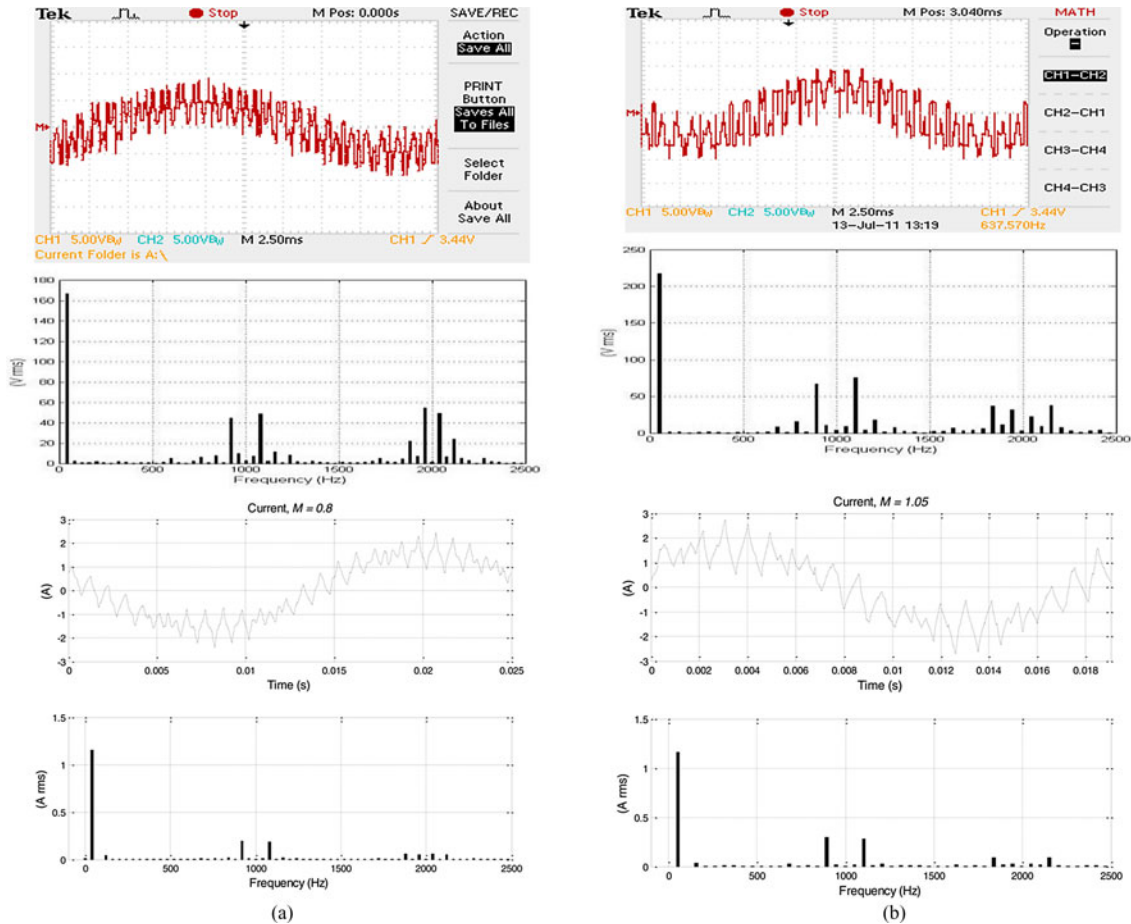 Tek Stop M Pos: 0.000s SAVE/REC
Action
Save All
PRINT
Button
Saves All
To Files
Select
Folder
About
Save All
M
CH1 5.00VBW CH2 5.00VBW M 2.50ms CH1 3.44V
Current Folder is A:\
180
160
140
120
100
80
60
40
20
0
(V rms)
0 500 1000 1500 2000 2500
Frequency (Hz)
Current, M = 0.8
3
2
1
0
-1
-2
-3
(A)
0 0.005 0.01 0.015 0.02 0.025
Time (s)
1.5
1
0.5
0
(A rms)
0 500 1000 1500 2000 2500
Frequency (Hz)
(a)
Tek Stop M Pos: 3.040ms MATH
Operation
−
CH1−CH2
CH2−CH1
CH3−CH4
CH4−CH3
M
CH1 5.00VBW CH2 5.00VBW M 2.50ms CH1 3.44V
13-Jul-11 13:19 637.570Hz
250
200
150
100
50
0
(V rms)
0 500 1000 1500 2000 2500
Frequency (Hz)
Current, M = 1.05
3
2
1
0
-1
-2
-3
(A)
0 0.002 0.004 0.006 0.008 0.01 0.012 0.014 0.016 0.018
Time (s)
1.5
1
0.5
0
(A rms)
0 500 1000 1500 2000 2500
Frequency (Hz)
(b)